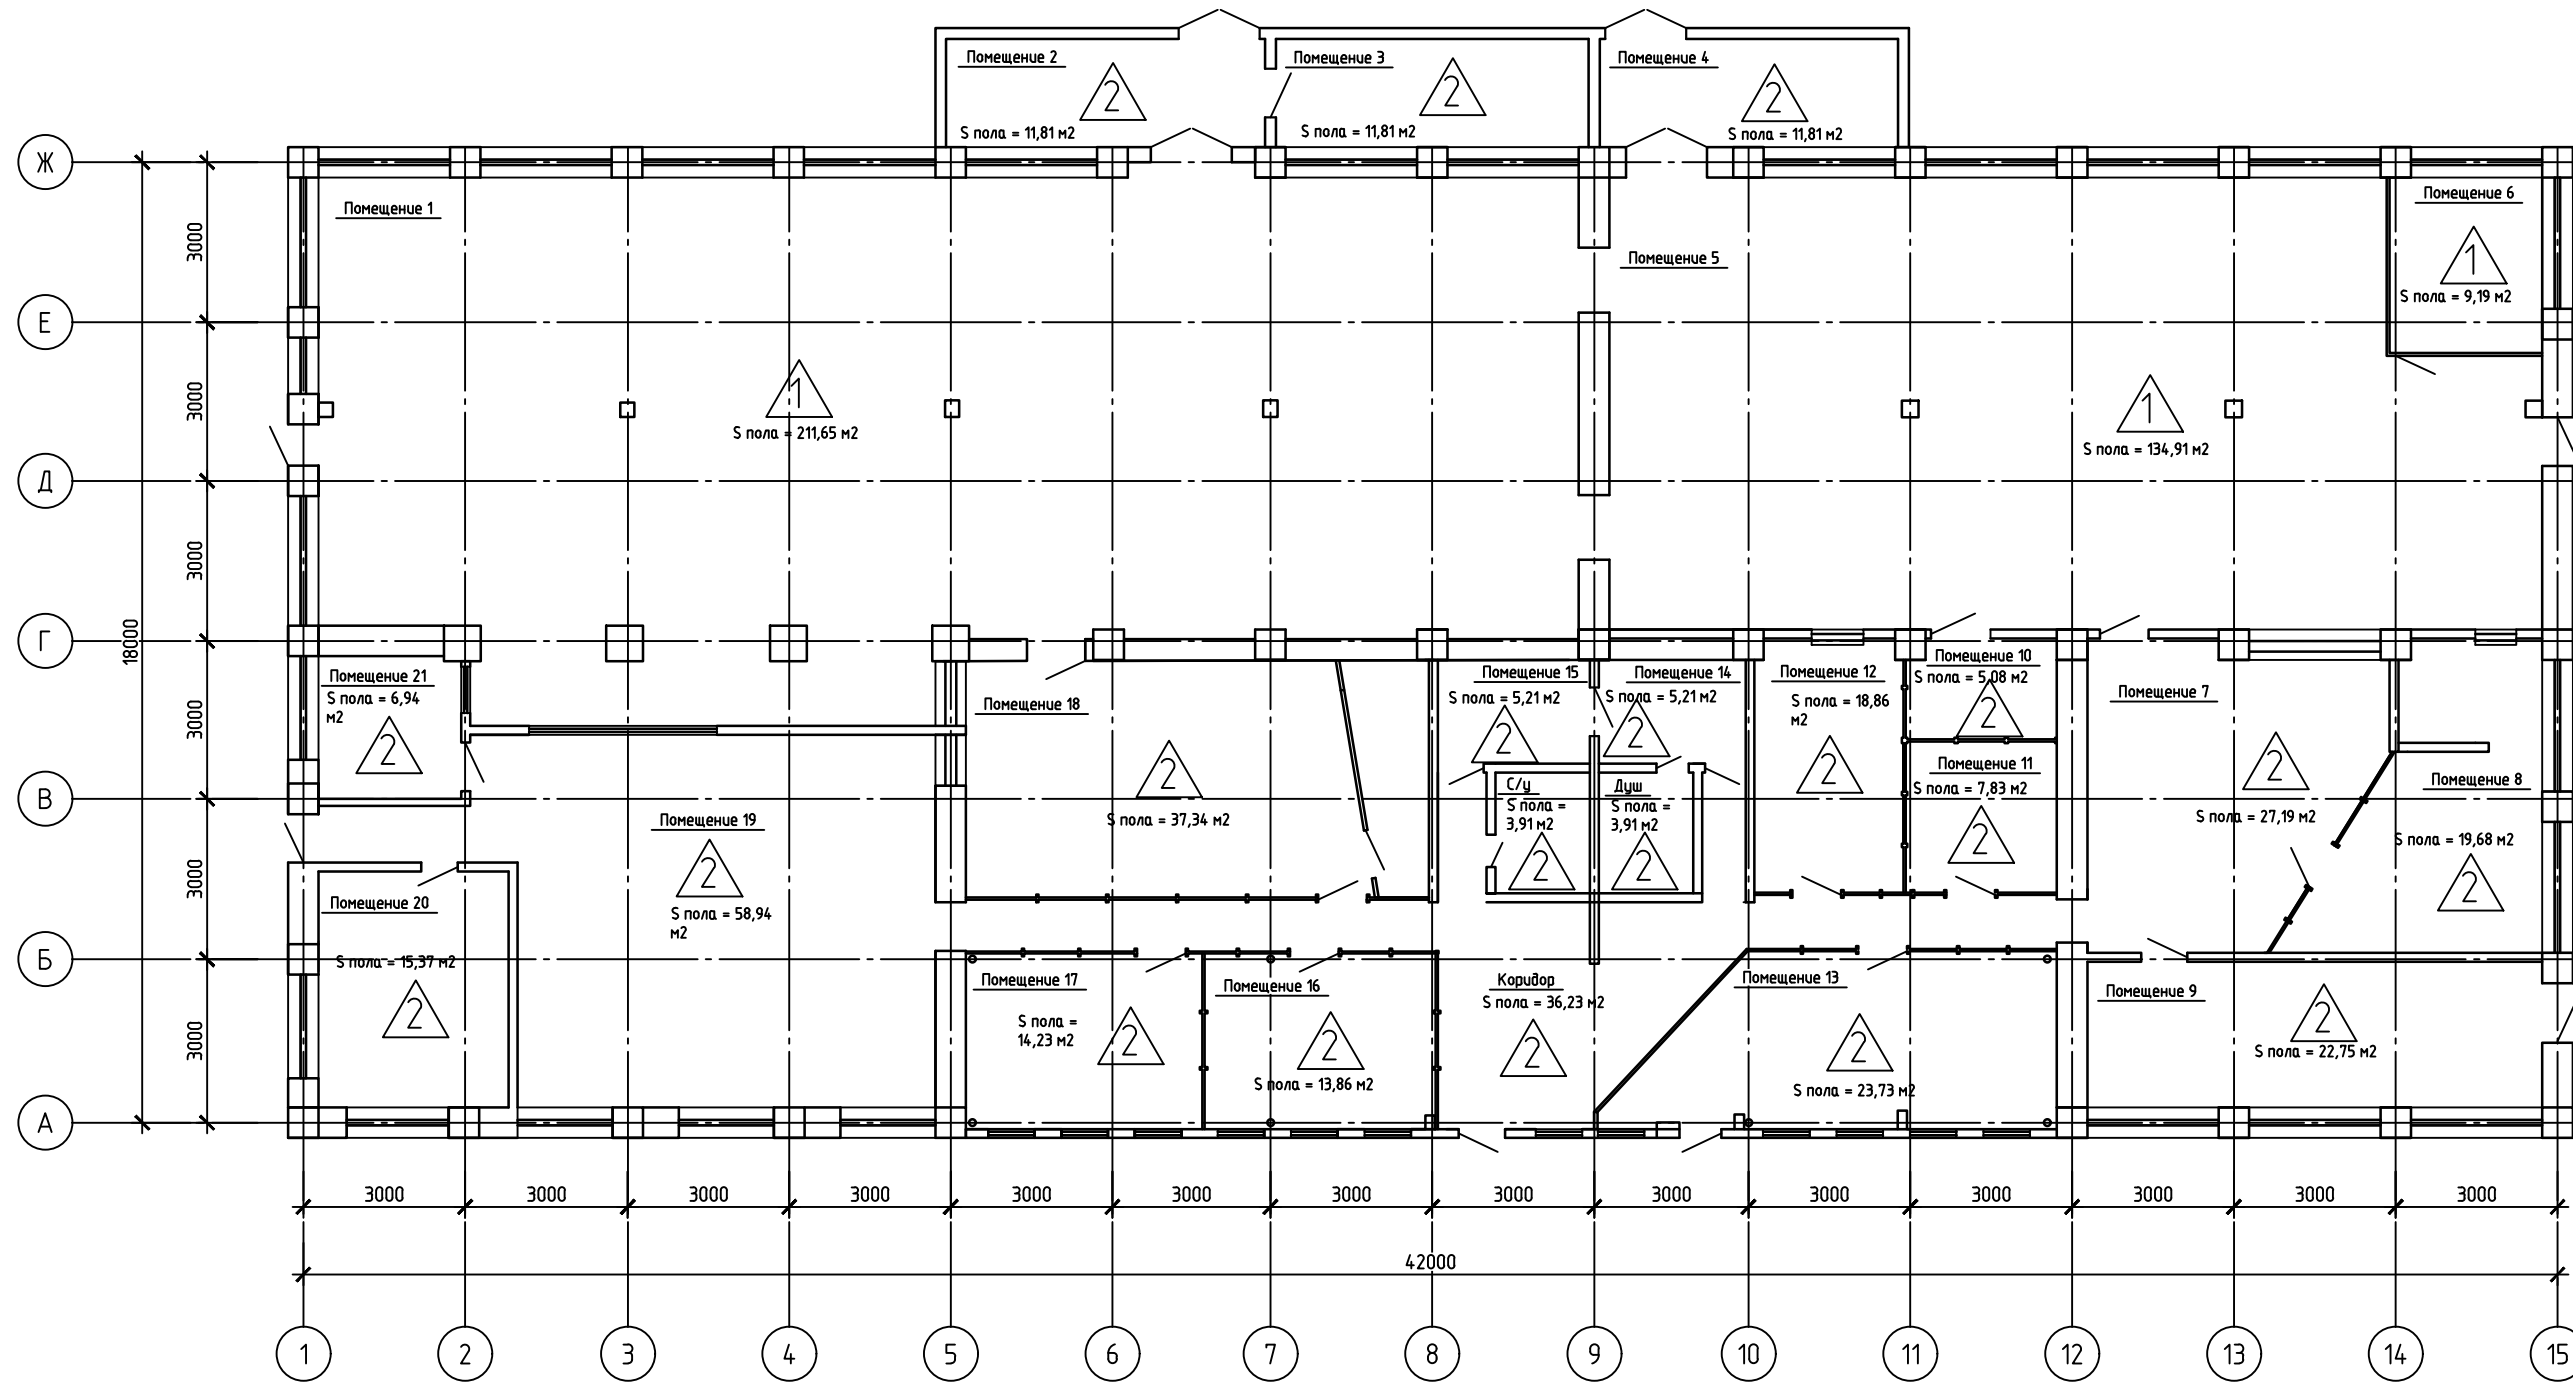 Помещение 2
Помещение 3
Помещение 4
2
2
2
S пола = 11,81 м2
S пола = 11,81 м2
S пола = 11,81 м2
Ж
Помещение 1
Помещение 6
3000
Помещение 5
1
S пола = 9,19 м2
Е
1
1
3000
S пола = 211,65 м2
S пола = 134,91 м2
Д
3000
Г
18000
Помещение 21
S пола = 6,94
м2
2
Помещение 18
Помещение 15
S пола = 5,21 м2
2
Помещение 14
S пола = 5,21 м2
2
Помещение 12
S пола = 18,86
м2
2
Помещение 10
S пола = 5,08 м2
2
Помещение 7
2
S пола = 27,19 м2
3000
2
S пола = 37,34 м2
С/у
S пола =
3,91 м2
2
Душ
S пола =
3,91 м2
2
Помещение 11
S пола = 7,83 м2
2
Помещение 8
S пола = 19,68 м2
2
В
Помещение 19
2
S пола = 58,94
м2
3000
Помещение 20
S пола = 15,37 м2
2
Б
Помещение 17
S пола =
14,23 м2
2
Помещение 16
2
S пола = 13,86 м2
Коридор
S пола = 36,23 м2
2
Помещение 13
2
S пола = 23,73 м2
Помещение 9
2
S пола = 22,75 м2
3000
А
3000 3000 3000 3000 3000 3000 3000 3000 3000 3000 3000 3000 3000 3000
42000
1 2 3 4 5 6 7 8 9 10 11 12 13 14 15